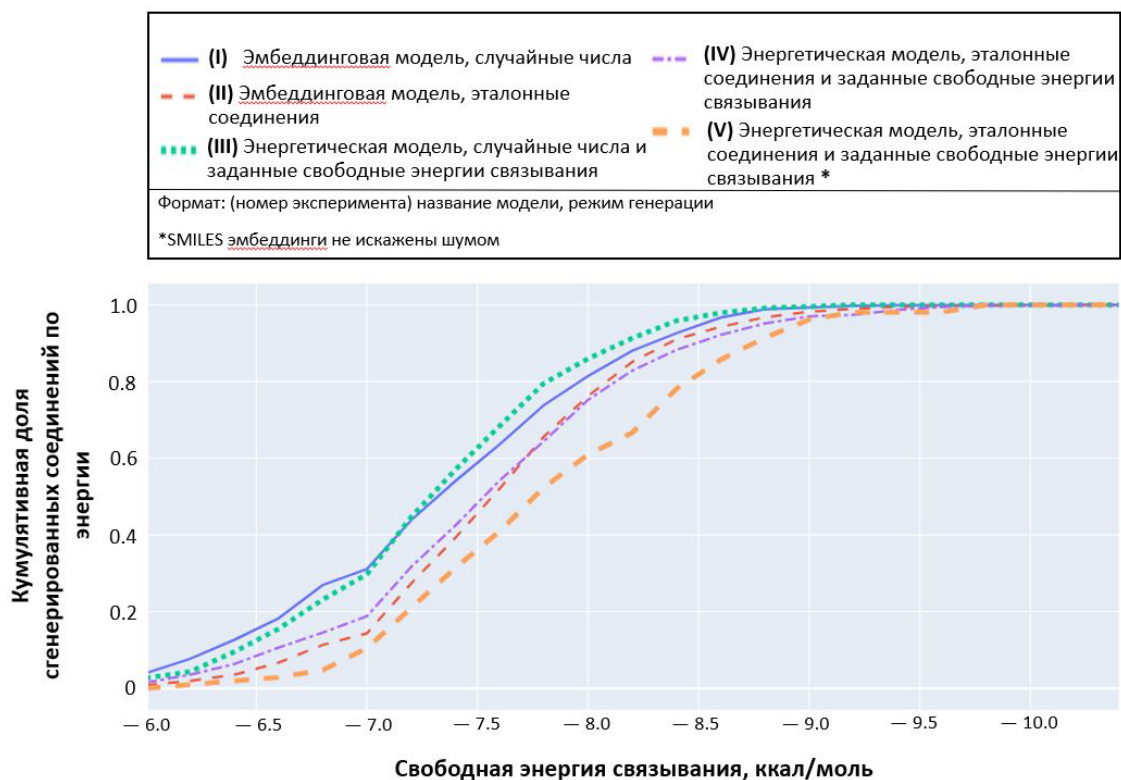 (I) Эмбеддинговая модель, случайные числа
(II) Эмбеддинговая модель, эталонные
соединения
(III) Энергетическая модель, случайные числа и
заданные свободные энергии связывания
(IV) Энергетическая модель, эталонные
соединения и заданные свободные энергии
связывания
(V) Энергетическая модель, эталонные
соединения и заданные свободные энергии
связывания *
Формат: (номер эксперимента) название модели, режим генерации
*SMILES эмбеддинги не искажены шумом
Кумулятивная доля
сгенерированных соединений по
энергии
1.0
0.8
0.6
0.4
0.2
0
— 6.0 — 6.5 — 7.0 — 7.5 — 8.0 — 8.5 — 9.0 — 9.5 — 10.0
Свободная энергия связывания, ккал/моль